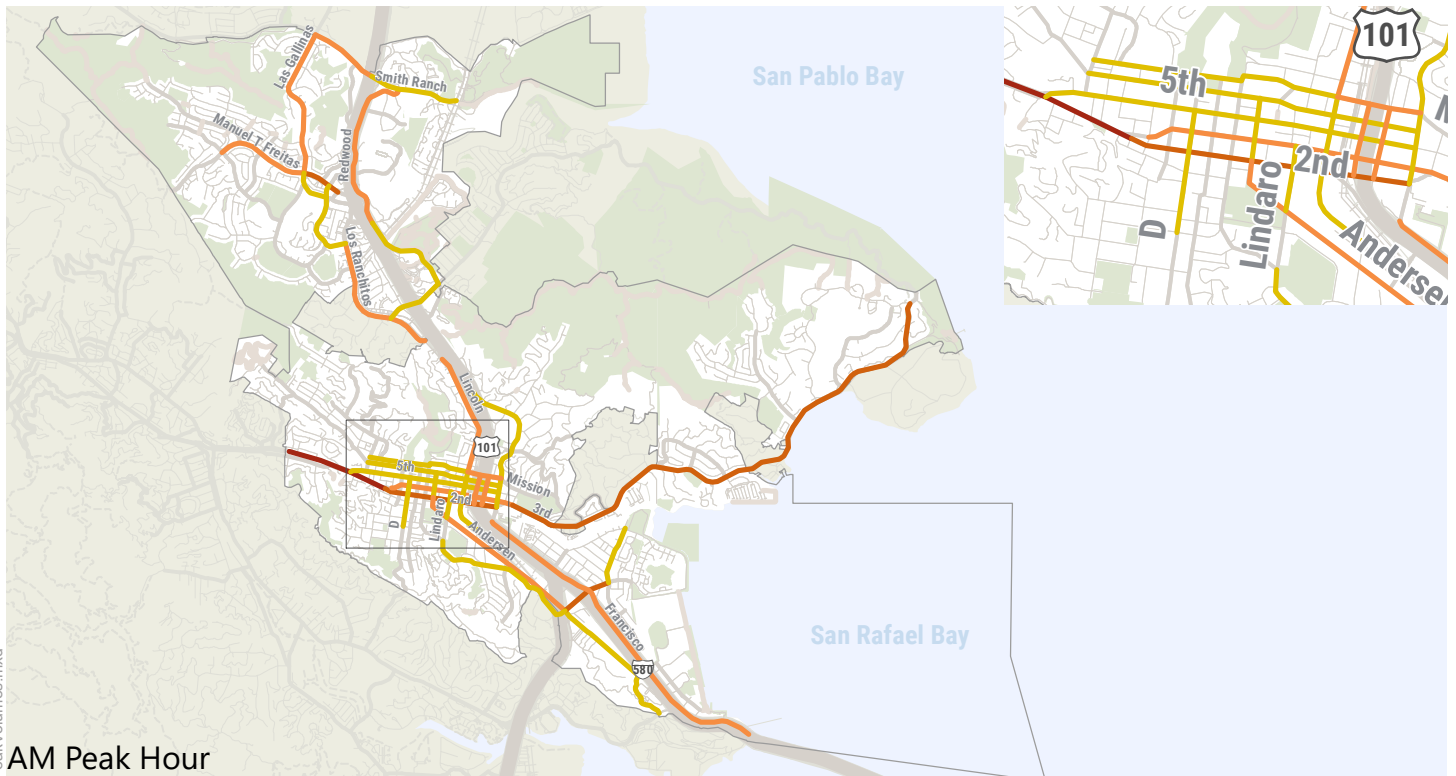 San Pablo Bay
Las Gallinas
Smith Ranch
Manuel T Freitas
Redwood
Los Ranchitos
Lincoln
101
5th
Mission
2nd
3rd
D
Lindaro
Andersen
Francisco
580
San Rafael Bay
101
5th
2nd
D
Lindaro
Andersen
AM Peak Hour